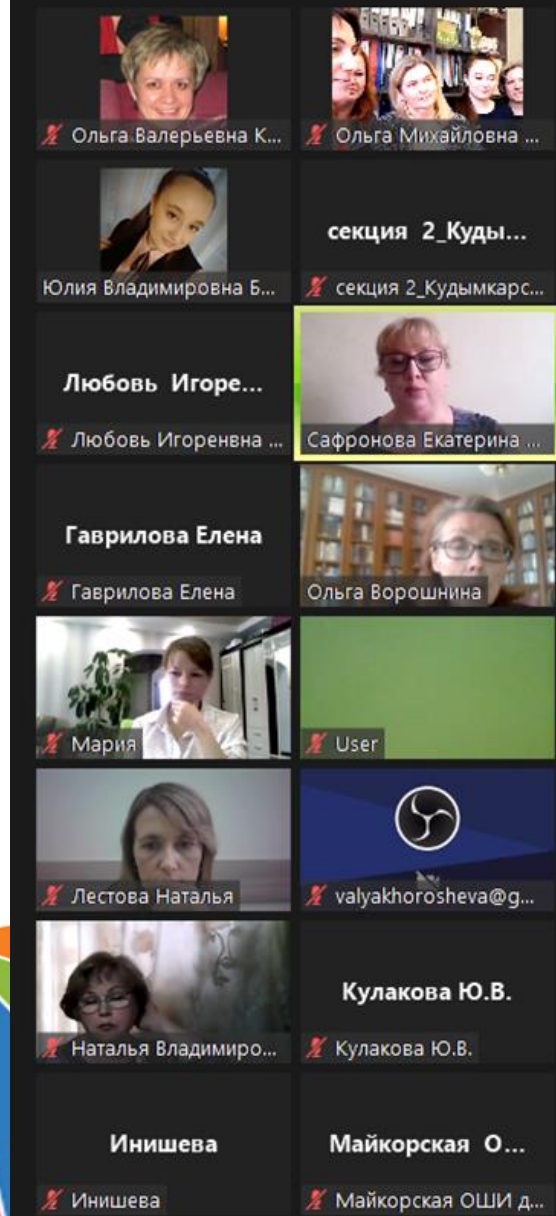 Ольга Валерьевна К...
Ольга Михайловна ...
Юлия Владимировна Б...
секция 2_Куды...
секция 2_Кудымкарс...
Любовь Игоре...
Любовь Игоренвна ...
Сафронова Екатерина ...
Гаврилова Елена
Гаврилова Елена
Ольга Ворошнина
Мария
User
Лестова Наталья
valyakhorosheva@g...
Наталья Владимиро...
Кулакова Ю.В.
Кулакова Ю.В.
Инишева
Инишева
Майкорская О...
Майкорская ОШИ д...